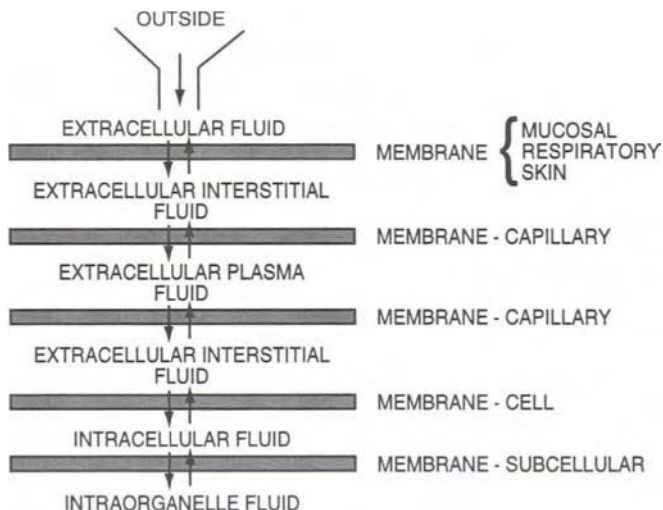 OUTSIDE
EXTRACELLULAR FLUID
MEMBRANE { MUCOSAL
RESPIRATORY
SKIN
EXTRACELLULAR INTERSTITIAL
FLUID
MEMBRANE - CAPILLARY
EXTRACELLULAR PLASMA
FLUID
MEMBRANE - CAPILLARY
EXTRACELLULAR INTERSTITIAL
FLUID
MEMBRANE - CELL
INTRACELLULAR FLUID
MEMBRANE - SUBCELLULAR
INTRAORGANELLE FLUID